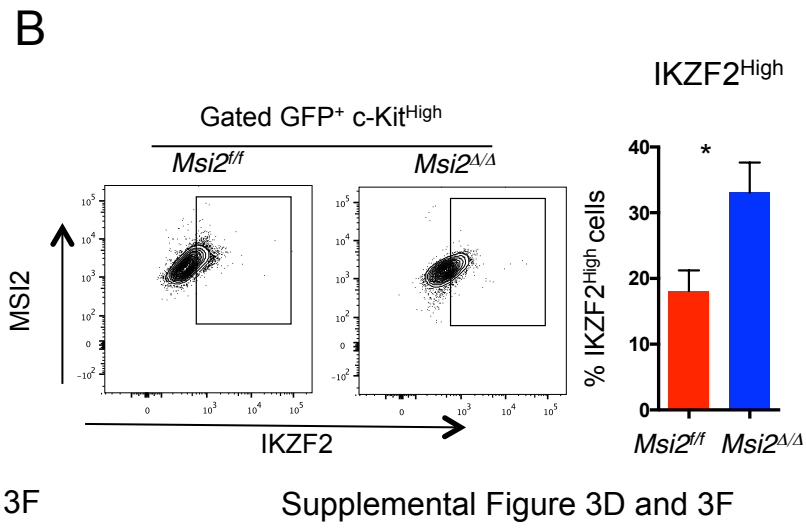 B
IKZF2High
Gated GFP+ c-KitHigh
Msi2f/f Msi2Δ/Δ
MSI2
10⁵
10⁴
10³
10²
0
-10²
0 10³ 10⁴ 10⁵
10⁵
10⁴
10³
10²
0
-10²
0 10³ 10⁴ 10⁵
IKZF2
% IKZF2High cells
40
30
20
10
0
*
Msi2f/f Msi2Δ/Δ
3F Supplemental Figure 3D and 3F